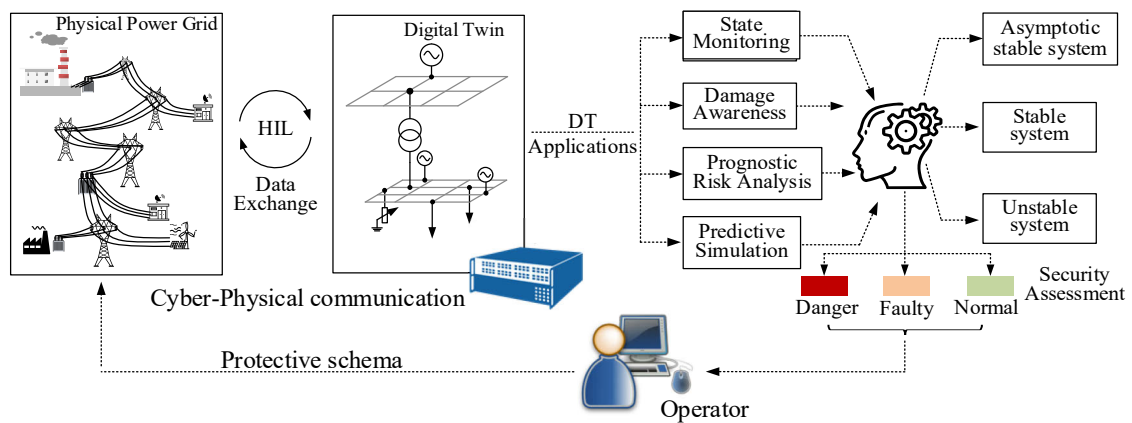 Physical Power Grid
HIL
Data
Exchange
Digital Twin
Cyber-Physical communication
DT
Applications
State
Monitoring
Damage
Awareness
Prognostic
Risk Analysis
Predictive
Simulation
Asymptotic
stable system
Stable
system
Unstable
system
Danger
Faulty
Normal
Security
Assessment
Protective schema
Operator